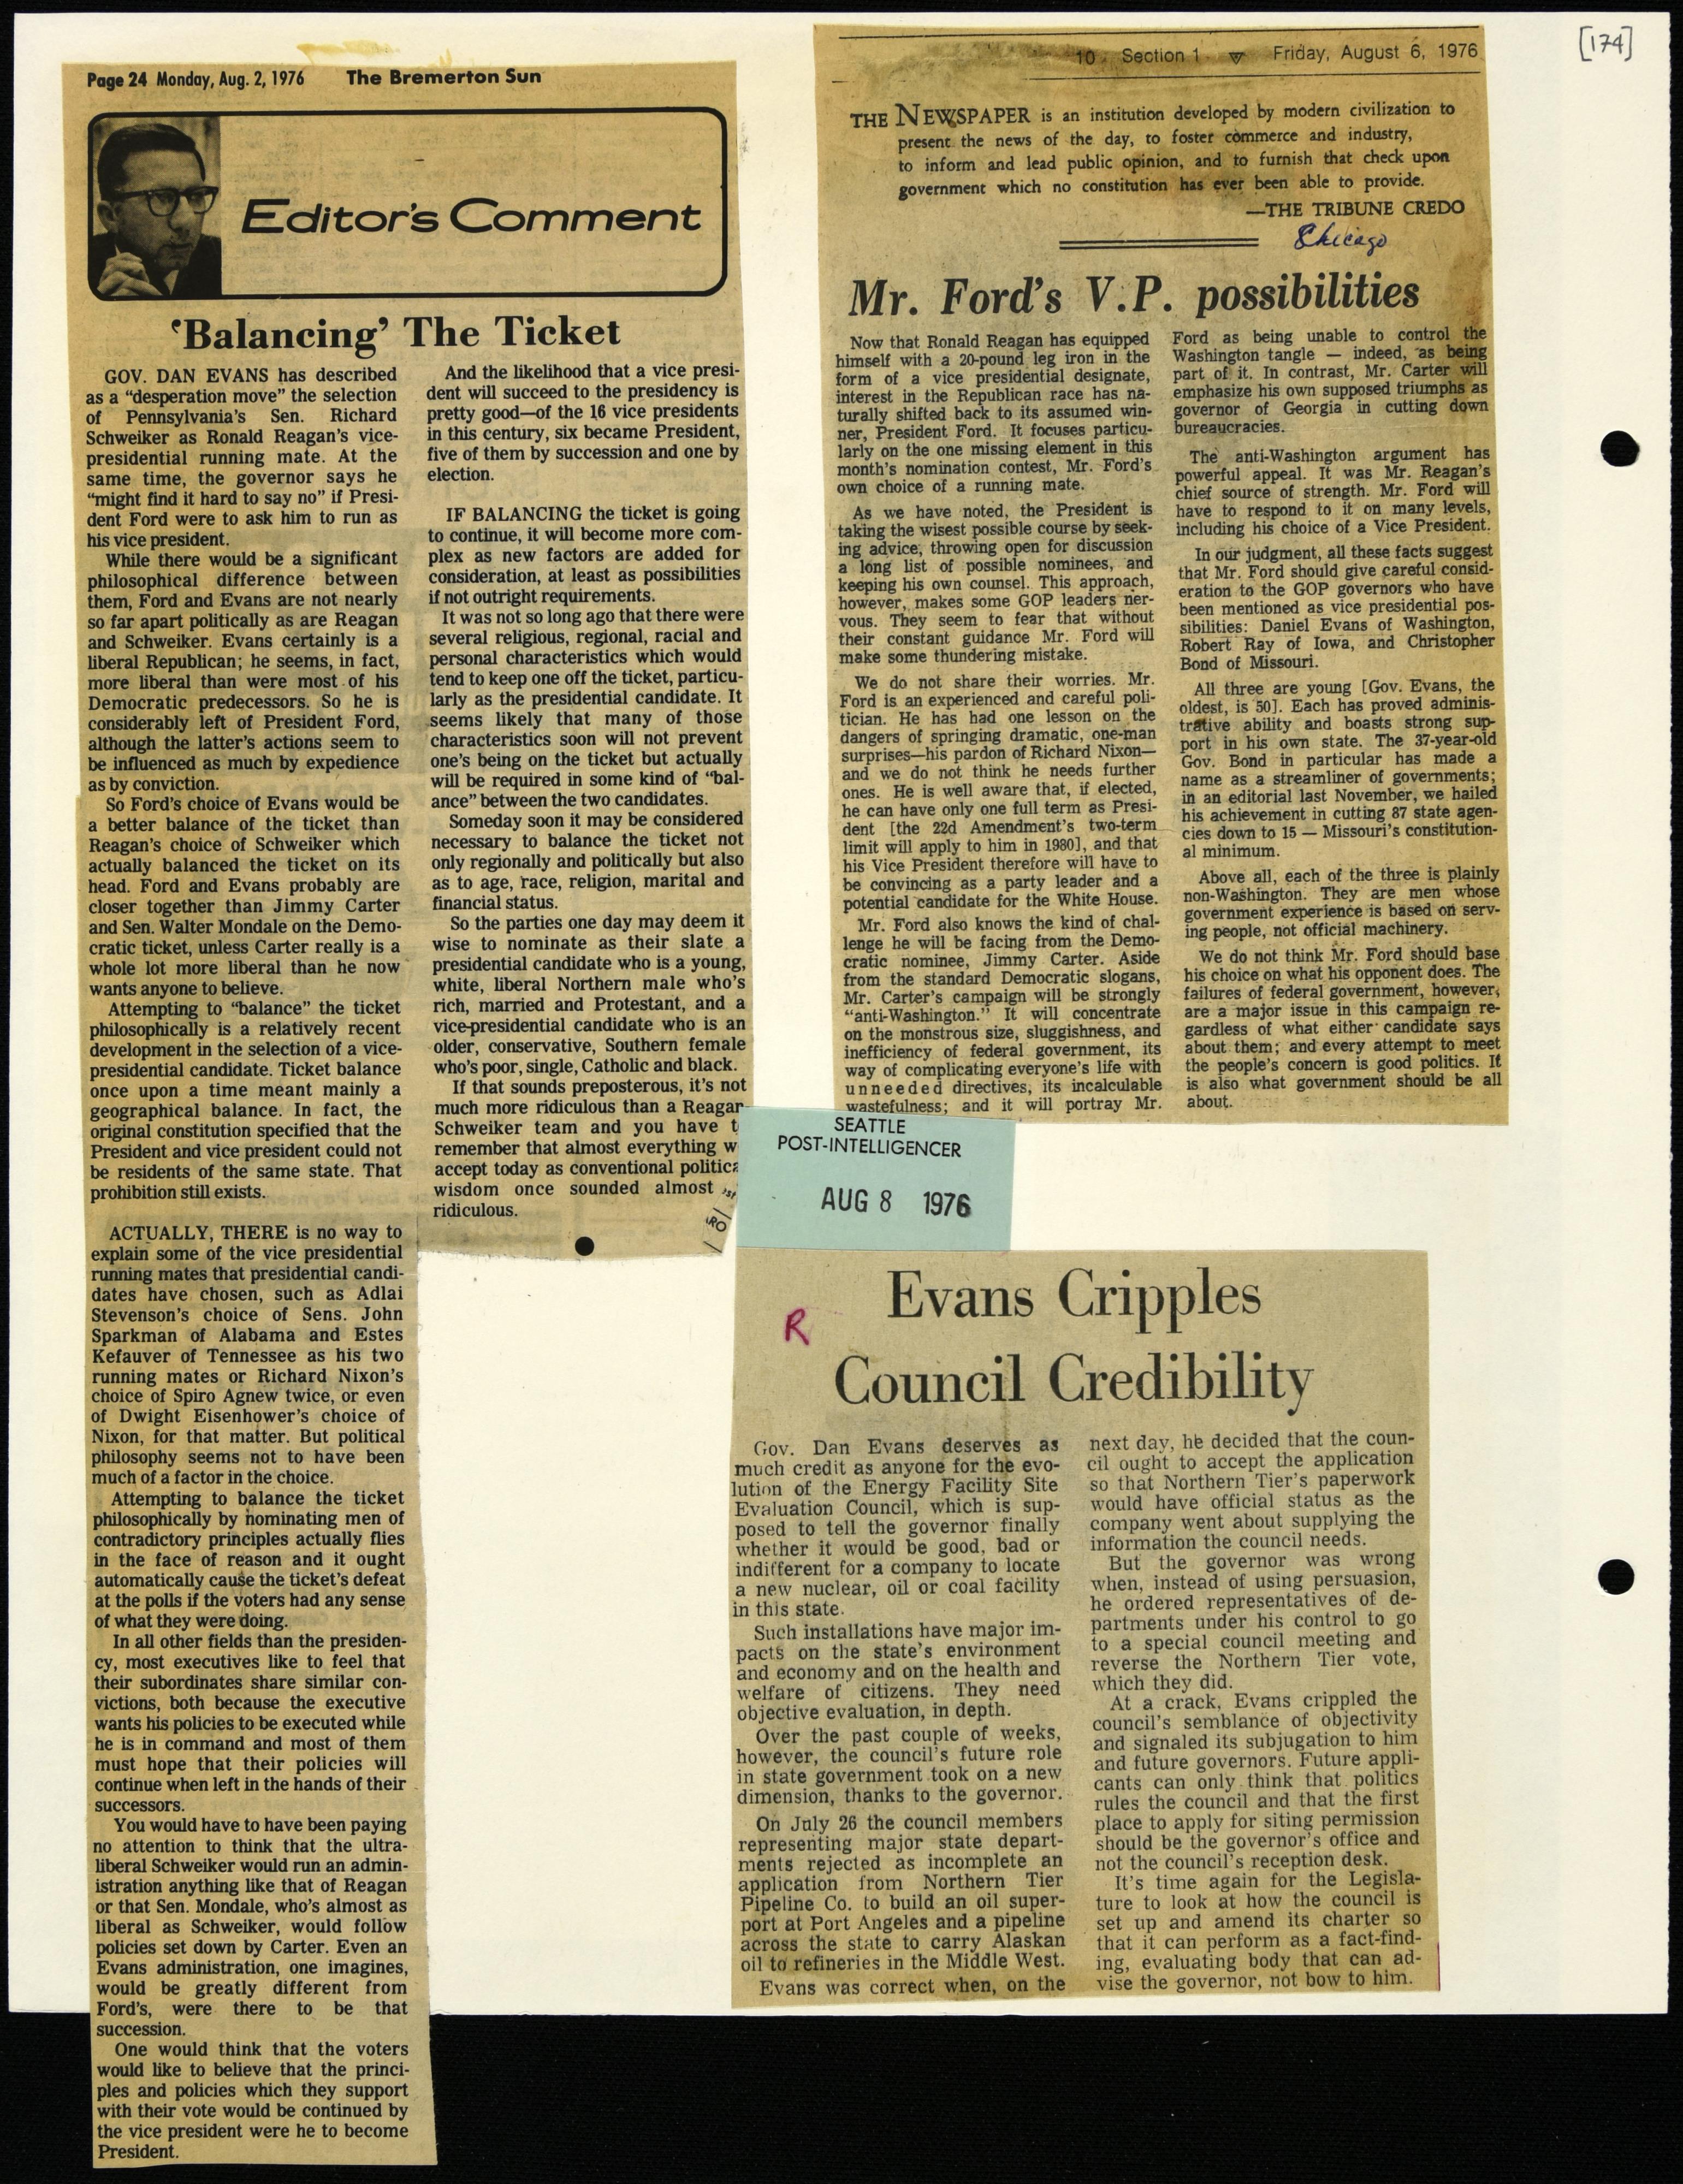 [174]
Page 24 Monday, Aug. 2, 1976 The Bremerton Sun
Editor's Comment
'Balancing' The Ticket
GOV. DAN EVANS has described
as a "desperation move" the selection
of Pennsylvania's Sen. Richard
Schweiker as Ronald Reagan's vice-
presidential running mate. At the
same time, the governor says he
"might find it hard to say no" if Presi-
dent Ford were to ask him to run as
his vice president.
While there would be a significant
philosophical difference between
them, Ford and Evans are not nearly
so far apart politically as are Reagan
and Schweiker. Evans certainly is a
liberal Republican; he seems, in fact,
more liberal than were most of his
Democratic predecessors. So he is
considerably left of President Ford,
although the latter's actions seem to
be influenced as much by expedience
as by conviction.
So Ford's choice of Evans would be
a better balance of the ticket than
Reagan's choice of Schweiker which
actually balanced the ticket on its
head. Ford and Evans probably are
closer together than Jimmy Carter
and Sen. Walter Mondale on the Demo-
cratic ticket, unless Carter really is a
whole lot more liberal than he now
wants anyone to believe.
Attempting to "balance" the ticket
philosophically is a relatively recent
development in the selection of a vice-
presidential candidate. Ticket balance
once upon a time meant mainly a
geographical balance. In fact, the
original constitution specified that the
President and vice president could not
be residents of the same state. That
prohibition still exists.
ACTUALLY, THERE is no way to
explain some of the vice presidential
running mates that presidential candi-
dates have chosen, such as Adlai
Stevenson's choice of Sens. John
Sparkman of Alabama and Estes
Kefauver of Tennessee as his two
running mates or Richard Nixon's
choice of Spiro Agnew twice, or even
of Dwight Eisenhower's choice of
Nixon, for that matter. But political
philosophy seems not to have been
much of a factor in the choice.
Attempting to balance the ticket
philosophically by nominating men of
contradictory principles actually flies
in the face of reason and it ought
automatically cause the ticket's defeat
at the polls if the voters had any sense
of what they were doing.
In all other fields than the presiden-
cy, most executives like to feel that
their subordinates share similar con-
victions, both because the executive
wants his policies to be executed while
he is in command and most of them
must hope that their policies will
continue when left in the hands of their
successors.
You would have to have been paying
no attention to think that the ultra-
liberal Schweiker would run an admin-
istration anything like that of Reagan
or that Sen. Mondale, who's almost as
liberal as Schweiker, would follow
policies set down by Carter. Even an
Evans administration, one imagines,
would be greatly different from
Ford's, were there to be that
succession.
One would think that the voters
would like to believe that the princi-
ples and policies which they support
with their vote would be continued by
the vice president were he to become
President.
And the likelihood that a vice presi-
dent will succeed to the presidency is
pretty good—of the 16 vice presidents
in this century, six became President,
five of them by succession and one by
election.
IF BALANCING the ticket is going
to continue, it will become more com-
plex as new factors are added for
consideration, at least as possibilities
if not outright requirements.
It was not so long ago that there were
several religious, regional, racial and
personal characteristics which would
tend to keep one off the ticket, particu-
larly as the presidential candidate. It
seems likely that many of those
characteristics soon will not prevent
one's being on the ticket but actually
will be required in some kind of "bal-
ance" between the two candidates.
Someday soon it may be considered
necessary to balance the ticket not
only regionally and politically but also
as to age, race, religion, marital and
financial status.
So the parties one day may deem it
wise to nominate as their slate a
presidential candidate who is a young,
white, liberal Northern male who's
rich, married and Protestant, and a
vice-presidential candidate who is an
older, conservative, Southern female
who's poor, single, Catholic and black.
If that sounds preposterous, it's not
much more ridiculous than a Reagan
Schweiker team and you have t
remember that almost everything w
accept today as conventional politica
wisdom once sounded almost
ridiculous.
10 Section 1 Friday, August 6, 1976
THE NEWSPAPER is an institution developed by modern civilization to
present the news of the day, to foster commerce and industry,
to inform and lead public opinion, and to furnish that check upon
government which no constitution has ever been able to provide.
—THE TRIBUNE CREDO
Chicago
Mr. Ford's V.P. possibilities
Now that Ronald Reagan has equipped
himself with a 20-pound leg iron in the
form of a vice presidential designate,
interest in the Republican race has na-
turally shifted back to its assumed win-
ner, President Ford. It focuses particu-
larly on the one missing element in this
month's nomination contest, Mr. Ford's
own choice of a running mate.
As we have noted, the President is
taking the wisest possible course by seek-
ing advice, throwing open for discussion
a long list of possible nominees, and
keeping his own counsel. This approach,
however, makes some GOP leaders ner-
vous. They seem to fear that without
their constant guidance Mr. Ford will
make some thundering mistake.
We do not share their worries. Mr.
Ford is an experienced and careful poli-
tician. He has had one lesson on the
dangers of springing dramatic, one-man
surprises—his pardon of Richard Nixon—
and we do not think he needs further
ones. He is well aware that, if elected,
he can have only one full term as Presi-
dent [the 22d Amendment's two-term
limit will apply to him in 1980], and that
his Vice President therefore will have to
be convincing as a party leader and a
potential candidate for the White House.
Mr. Ford also knows the kind of chal-
lenge he will be facing from the Demo-
cratic nominee, Jimmy Carter. Aside
from the standard Democratic slogans,
Mr. Carter's campaign will be strongly
"anti-Washington." It will concentrate
on the monstrous size, sluggishness, and
inefficiency of federal government, its
way of complicating everyone's life with
unneeded directives, its incalculable
wastefulness; and it will portray Mr.
Ford as being unable to control the
Washington tangle — indeed, as being
part of it. In contrast, Mr. Carter will
emphasize his own supposed triumphs as
governor of Georgia in cutting down
bureaucracies.
The anti-Washington argument has
powerful appeal. It was Mr. Reagan's
chief source of strength. Mr. Ford will
have to respond to it on many levels,
including his choice of a Vice President.
In our judgment, all these facts suggest
that Mr. Ford should give careful consid-
eration to the GOP governors who have
been mentioned as vice presidential pos-
sibilities: Daniel Evans of Washington,
Robert Ray of Iowa, and Christopher
Bond of Missouri.
All three are young [Gov. Evans, the
oldest, is 50]. Each has proved adminis-
trative ability and boasts strong sup-
port in his own state. The 37-year-old
Gov. Bond in particular has made a
name as a streamliner of governments;
in an editorial last November, we hailed
his achievement in cutting 87 state agen-
cies down to 15 — Missouri's constitution-
al minimum.
Above all, each of the three is plainly
non-Washington. They are men whose
government experience is based on serv-
ing people, not official machinery.
We do not think Mr. Ford should base
his choice on what his opponent does. The
failures of federal government, however,
are a major issue in this campaign re-
gardless of what either candidate says
about them; and every attempt to meet
the people's concern is good politics. It
is also what government should be all
about.
SEATTLE
POST-INTELLIGENCER
AUG 8 1976
R
Evans Cripples
Council Credibility
Gov. Dan Evans deserves as
much credit as anyone for the evo-
lution of the Energy Facility Site
Evaluation Council, which is sup-
posed to tell the governor finally
whether it would be good, bad or
indifferent for a company to locate
a new nuclear, oil or coal facility
in this state.
Such installations have major im-
pacts on the state's environment
and economy and on the health and
welfare of citizens. They need
objective evaluation, in depth.
Over the past couple of weeks,
however, the council's future role
in state government took on a new
dimension, thanks to the governor.
On July 26 the council members
representing major state depart-
ments rejected as incomplete an
application from Northern Tier
Pipeline Co. to build an oil super-
port at Port Angeles and a pipeline
across the state to carry Alaskan
oil to refineries in the Middle West.
Evans was correct when, on the
next day, he decided that the coun-
cil ought to accept the application
so that Northern Tier's paperwork
would have official status as the
company went about supplying the
information the council needs.
But the governor was wrong
when, instead of using persuasion,
he ordered representatives of de-
partments under his control to go
to a special council meeting and
reverse the Northern Tier vote,
which they did.
At a crack, Evans crippled the
council's semblance of objectivity
and signaled its subjugation to him
and future governors. Future appli-
cants can only think that politics
rules the council and that the first
place to apply for siting permission
should be the governor's office and
not the council's reception desk.
It's time again for the Legisla-
ture to look at how the council is
set up and amend its charter so
that it can perform as a fact-find-
ing, evaluating body that can ad-
vise the governor, not bow to him.